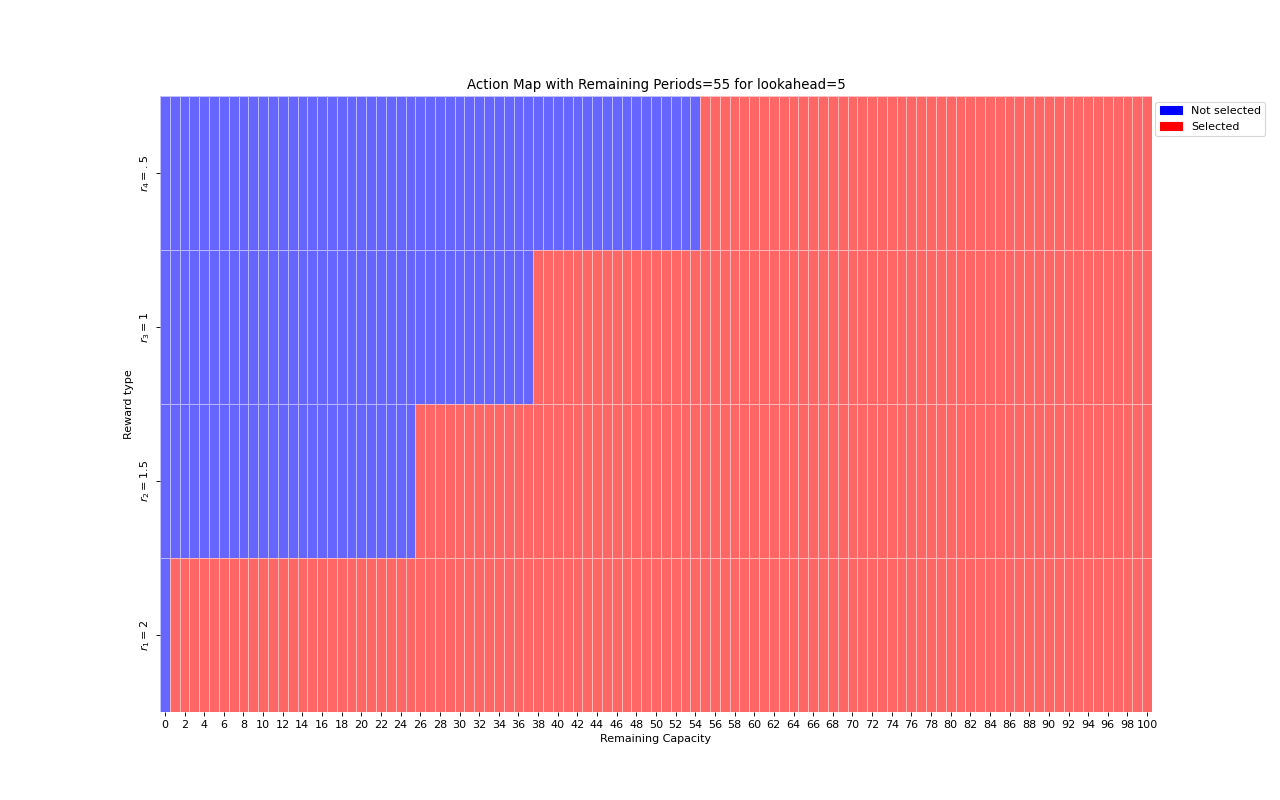 Action Map with Remaining Periods=55 for lookahead=5
Not selected
Selected
r₄ = .5
r₃ = 1
Reward type
r₂ = 1.5
r₁ = 2
0 2 4 6 8 10 12 14 16 18 20 22 24 26 28 30 32 34 36 38 40 42 44 46 48 50 52 54 56 58 60 62 64 66 68 70 72 74 76 78 80 82 84 86 88 90 92 94 96 98 100
Remaining Capacity